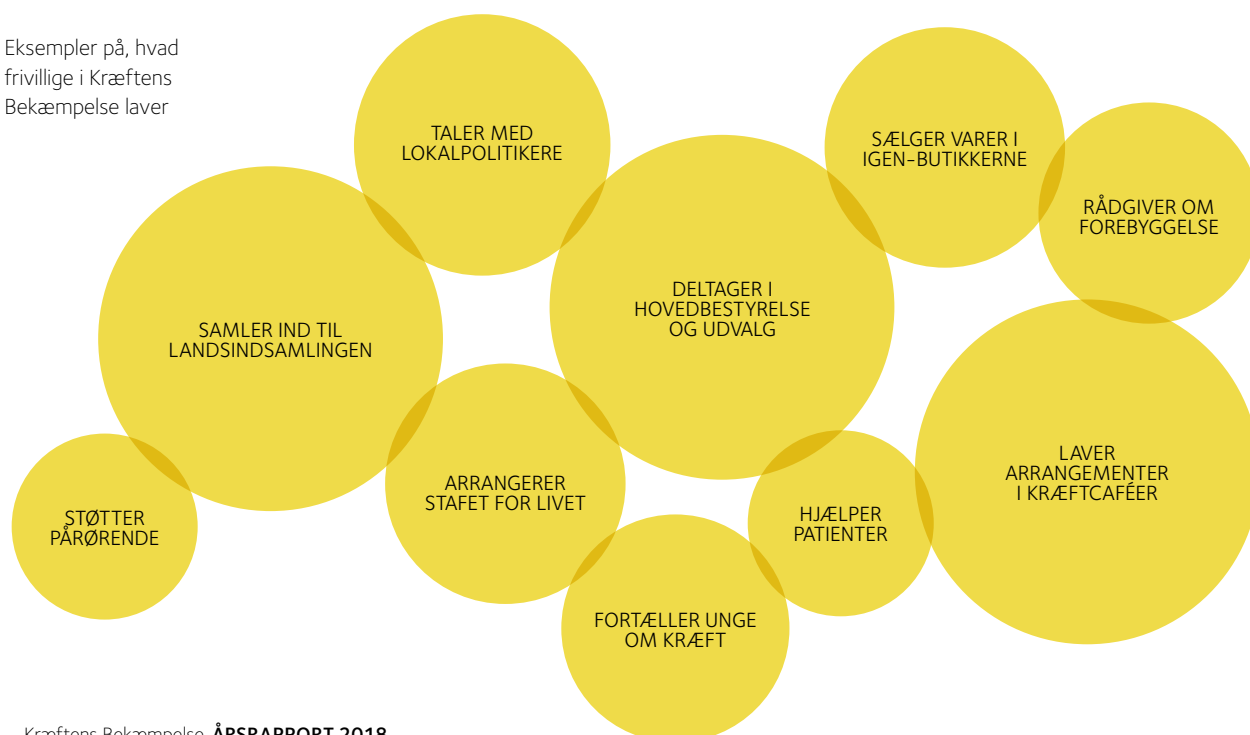 Eksempler på, hvad
frivillige i Kræftens
Bekæmpelse laver
TALER MED
LOKALPOLITIKERE
SÆLGER VARER I
IGEN-BUTIKKERNE
RÅDGIVER OM
FOREBYGGELSE
DELTAGER I
HOVEDBESTYRELSE
OG UDVALG
SAMLER IND TIL
LANDSINDSAMLINGEN
LAVER
ARRANGEMENTER
I KRÆFTCAFÉER
ARRANGERER
STAFET FOR LIVET
STØTTER
PÅRØRENDE
HJÆLPER
PATIENTER
FORTÆLLER UNGE
OM KRÆFT
Kræftens Bekæmpelse ÅRSRAPPORT 2018